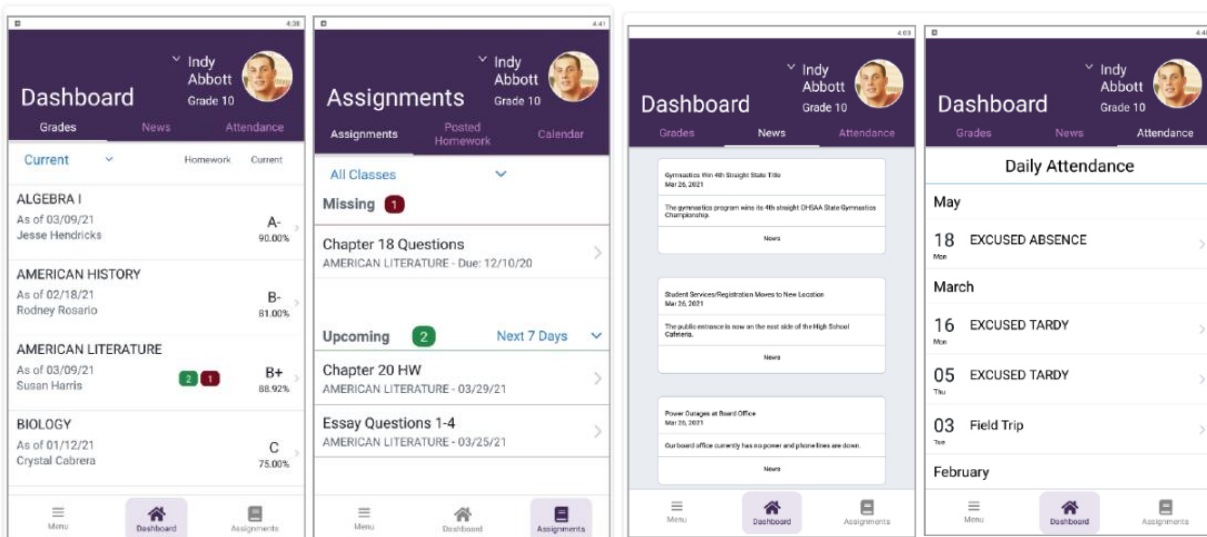 4:38
Indy
Abbott
Dashboard
Grade 10
Grades News Attendance
Current
Homework Current
ALGEBRA I
As of 03/09/21
Jesse Hendricks
A-
90.00%
AMERICAN HISTORY
As of 02/18/21
Rodney Rosario
B-
81.00%
AMERICAN LITERATURE
As of 03/09/21
Susan Harris
2 1
B+
88.92%
BIOLOGY
As of 01/12/21
Crystal Cabrera
C
75.00%
Menu Dashboard Assignments
4:41
Indy
Abbott
Assignments
Grade 10
Assignments
Posted
Homework
Calendar
All Classes
Missing 1
Chapter 18 Questions
AMERICAN LITERATURE - Due: 12/10/20
Upcoming 2 Next 7 Days
Chapter 20 HW
AMERICAN LITERATURE - 03/29/21
Essay Questions 1-4
AMERICAN LITERATURE - 03/25/21
Menu Dashboard Assignments
4:03
Indy
Abbott
Dashboard
Grade 10
Grades News Attendance
Gymnastics Win 4th Straight State Title
Mar 26, 2021
The gymnastics program wins its 4th straight OHSAA State Gymnastics
Championship.
News
Student Services/Registration Moves to New Location
Mar 26, 2021
The public entrance is now on the east side of the High School
Cafeteria.
News
Power Outages at Board Office
Mar 26, 2021
Our board office currently has no power and phone lines are down.
News
Menu Dashboard Assignments
Indy
Abbott
Dashboard
Grade 10
Grades News Attendance
Daily Attendance
May
18 EXCUSED ABSENCE
Mon
March
16 EXCUSED TARDY
Mon
05 EXCUSED TARDY
Thu
03 Field Trip
Tue
February
Menu Dashboard Assignments